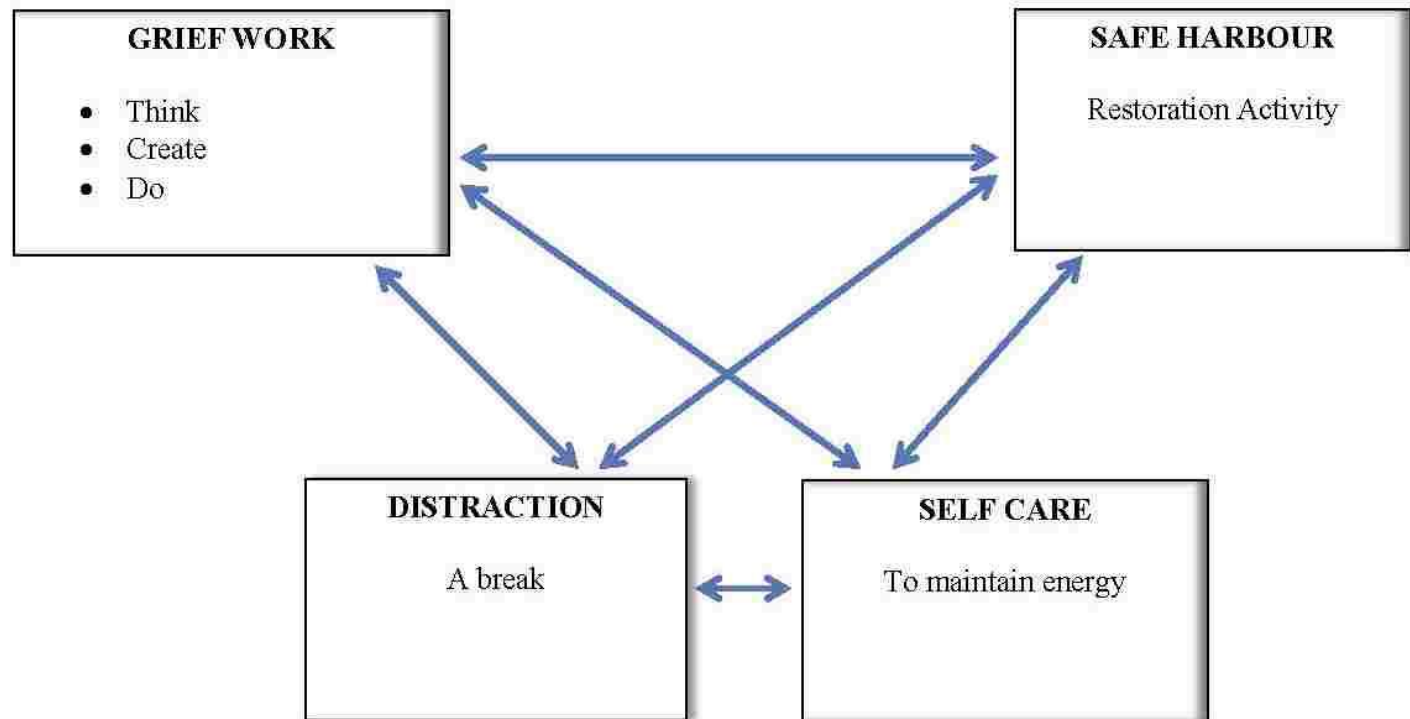 GRIEF WORK
• Think
• Create
• Do
SAFE HARBOUR
Restoration Activity
DISTRACTION
A break
SELF CARE
To maintain energy